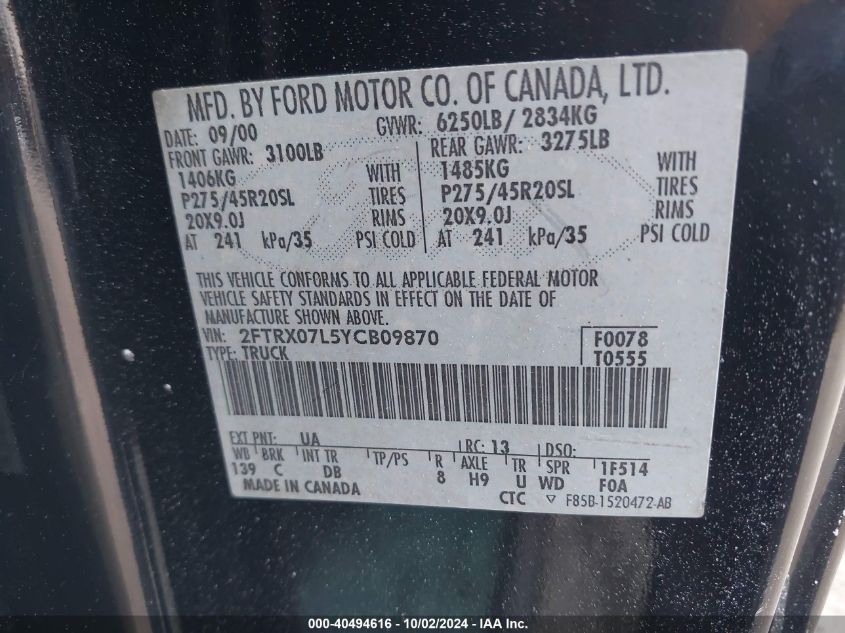 MFD. BY FORD MOTOR CO. OF CANADA, LTD.
DATE: 09/00 GVWR: 6250LB/ 2834KG
FRONT GAWR: 3100LB REAR GAWR: 3275LB
1406KG WITH 1485KG WITH
P275/45R20SL TIRES P275/45R20SL TIRES
20X9.0J RIMS 20X9.0J RIMS
AT 241 kPa/35 PSI COLD AT 241 kPa/35 PSI COLD
THIS VEHICLE CONFORMS TO ALL APPLICABLE FEDERAL MOTOR
VEHICLE SAFETY STANDARDS IN EFFECT ON THE DATE OF
MANUFACTURE SHOWN ABOVE.
VIN: 2FTRX07L5YCB09870 F0078
TYPE: TRUCK T0555
EXT PNT: UA RC: 13 DSO:
WB BRK INT TR TP/PS R AXLE TR SPR 1F514
139 C DB 8 H9 U WD F0A
MADE IN CANADA CTC ▽ F85B-1520472-AB
000-40494616 - 10/02/2024 - IAAI.com